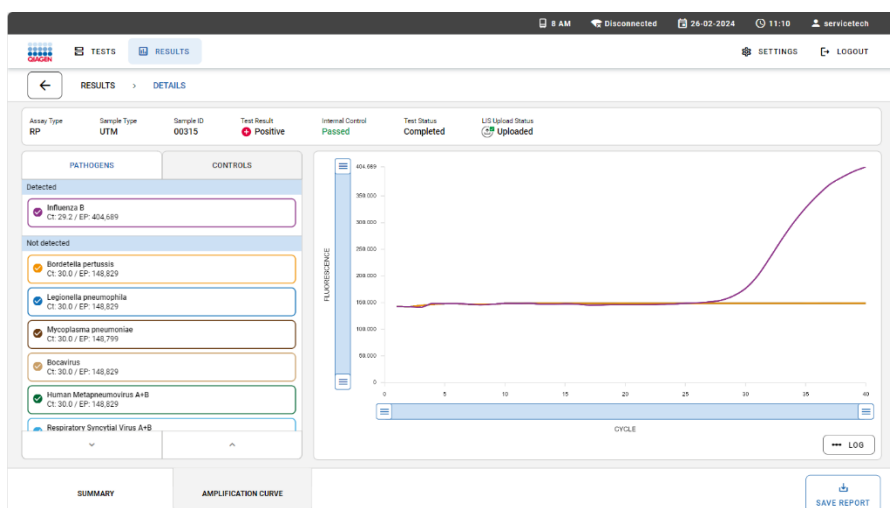 8 AM Disconnected 26-02-2024 11:10 servicetech
QIAGEN TESTS RESULTS SETTINGS LOGOUT
RESULTS > DETAILS
Assay Type Sample Type Sample ID Test Result Internal Control Test Status LIS Upload Status
RP UTM 00315 Positive Passed Completed Uploaded
PATHOGENS CONTROLS
Detected
Influenza B
Ct: 29.2 / EP: 404,689
Not detected
Bordetella pertussis
Ct: 30.0 / EP: 148,829
Legionella pneumophila
Ct: 30.0 / EP: 148,829
Mycoplasma pneumoniae
Ct: 30.0 / EP: 148,799
Bocavirus
Ct: 30.0 / EP: 148,829
Human Metapneumovirus A+B
Ct: 30.0 / EP: 148,829
Respiratory Syncytial Virus A+B
FLUORESCENCE
404.689
350.000
300.000
250.000
200.000
150.000
100.000
50.000
0
0 5 10 15 20 25 30 35 40
CYCLE
LOG
SUMMARY AMPLIFICATION CURVE SAVE REPORT